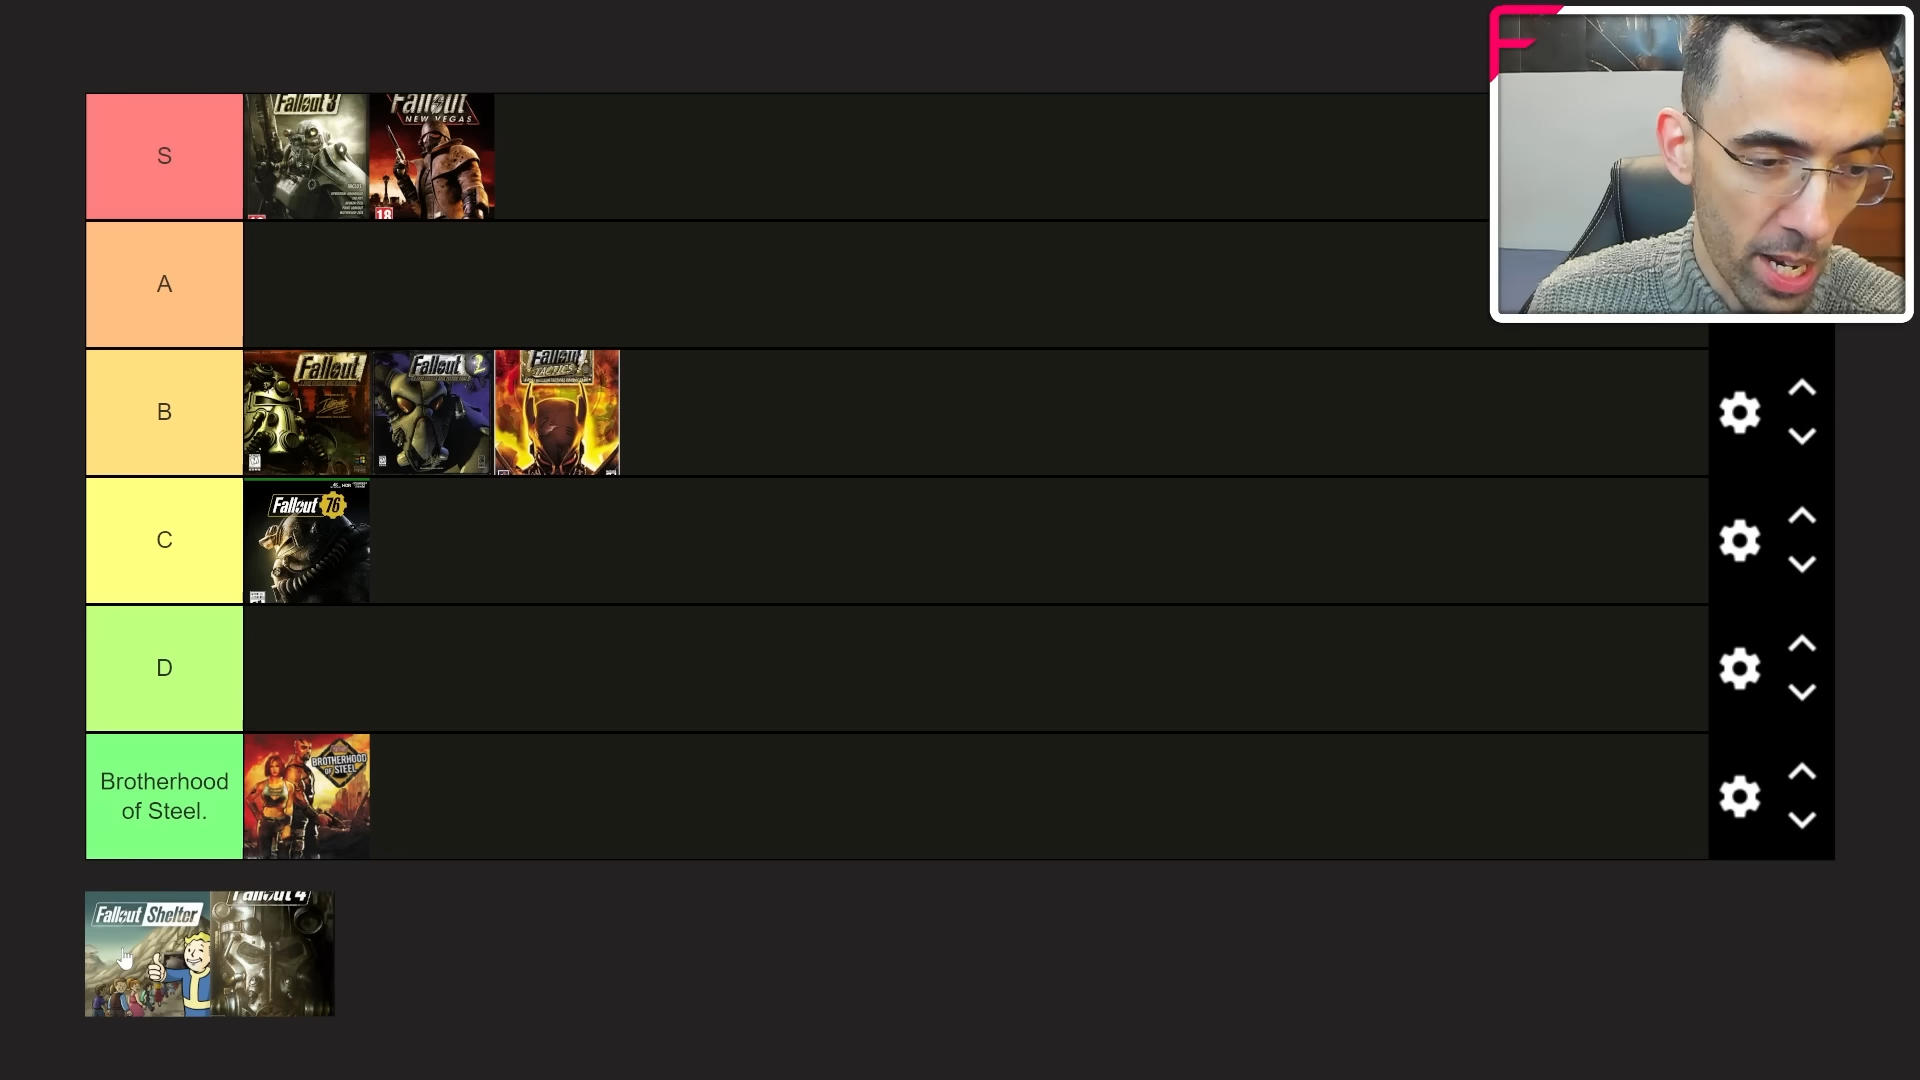 S
Fallout 3
Fallout
NEW VEGAS
18
A
B
Fallout
Fallout 2
Fallout
TACTICS
C
Fallout 76
D
Brotherhood
of Steel.
BROTHERHOOD
OF STEEL
Fallout Shelter
Fallout 4